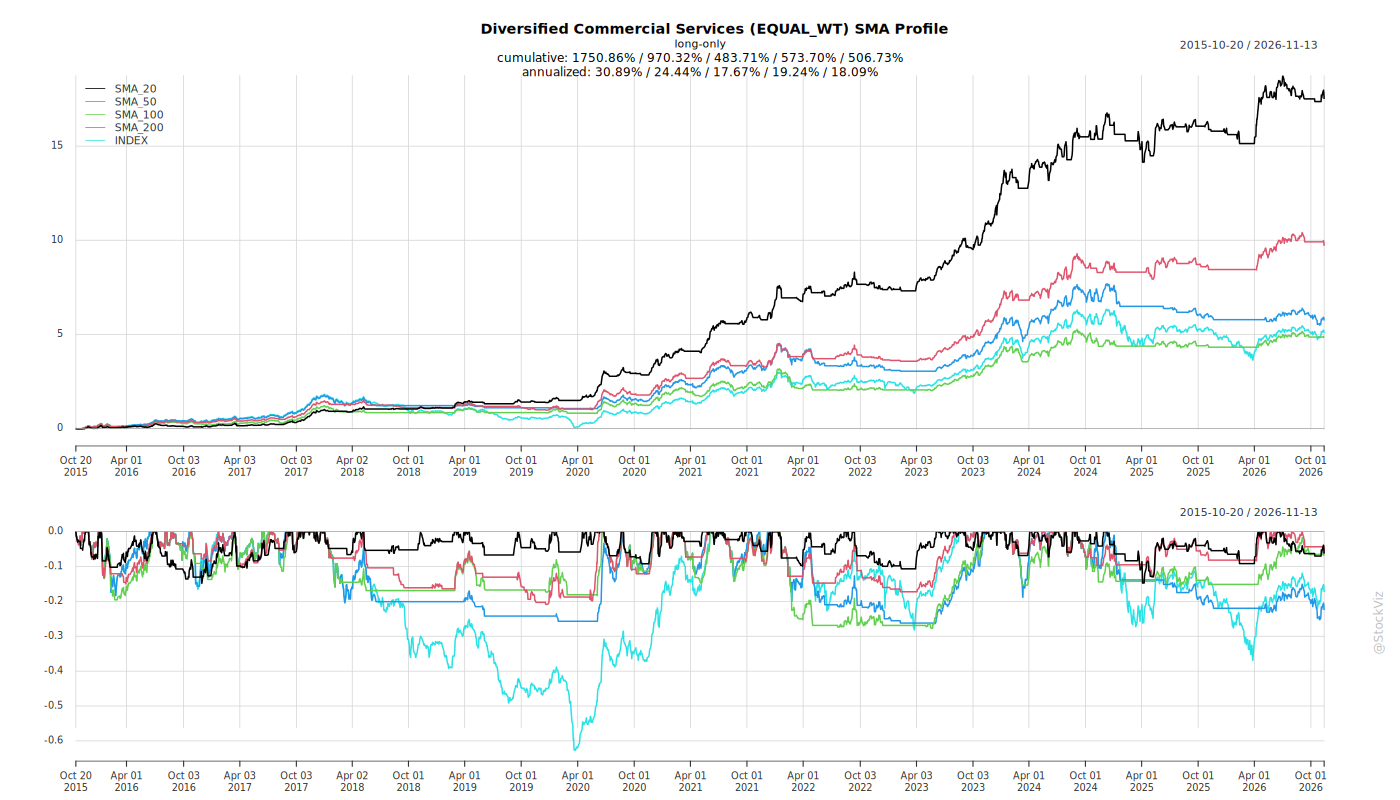 Diversified Commercial Services (EQUAL_WT) SMA Profile
long-only
cumulative: 1750.86% / 970.32% / 483.71% / 573.70% / 506.73%
annualized: 30.89% / 24.44% / 17.67% / 19.24% / 18.09%
2015-10-20 / 2026-11-13
SMA_20
SMA_50
SMA_100
SMA_200
INDEX
15
10
5
0
Oct 20 Apr 01 Oct 03 Apr 03 Oct 03 Apr 02 Oct 01 Apr 01 Oct 01 Apr 01 Oct 01 Apr 01 Oct 01 Apr 01 Oct 03 Apr 03 Oct 03 Apr 01 Oct 01 Apr 01 Oct 01 Apr 01 Oct 01
2015 2016 2016 2017 2017 2018 2018 2019 2019 2020 2020 2021 2021 2022 2022 2023 2023 2024 2024 2025 2025 2026 2026
2015-10-20 / 2026-11-13
0.0
-0.1
-0.2
-0.3
-0.4
-0.5
-0.6
Oct 20 Apr 01 Oct 03 Apr 03 Oct 03 Apr 02 Oct 01 Apr 01 Oct 01 Apr 01 Oct 01 Apr 01 Oct 01 Apr 01 Oct 03 Apr 03 Oct 03 Apr 01 Oct 01 Apr 01 Oct 01 Apr 01 Oct 01
2015 2016 2016 2017 2017 2018 2018 2019 2019 2020 2020 2021 2021 2022 2022 2023 2023 2024 2024 2025 2025 2026 2026
@StockViz